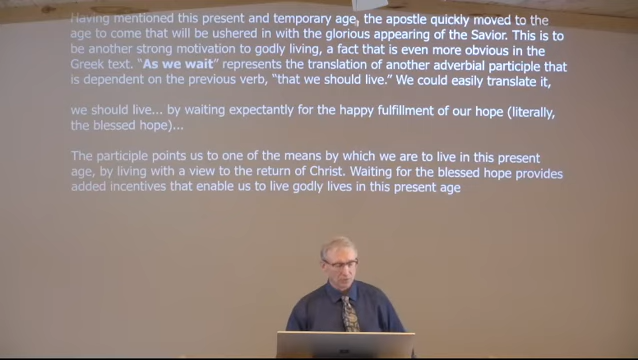 Having mentioned this present and temporary age, the apostle quickly moved to the
age to come that will be ushered in with the glorious appearing of the Savior. This is to
be another strong motivation to godly living, a fact that is even more obvious in the
Greek text. “As we wait” represents the translation of another adverbial participle that
is dependent on the previous verb, “that we should live.” We could easily translate it,
we should live... by waiting expectantly for the happy fulfillment of our hope (literally,
the blessed hope)...
The participle points us to one of the means by which we are to live in this present
age, by living with a view to the return of Christ. Waiting for the blessed hope provides
added incentives that enable us to live godly lives in this present age